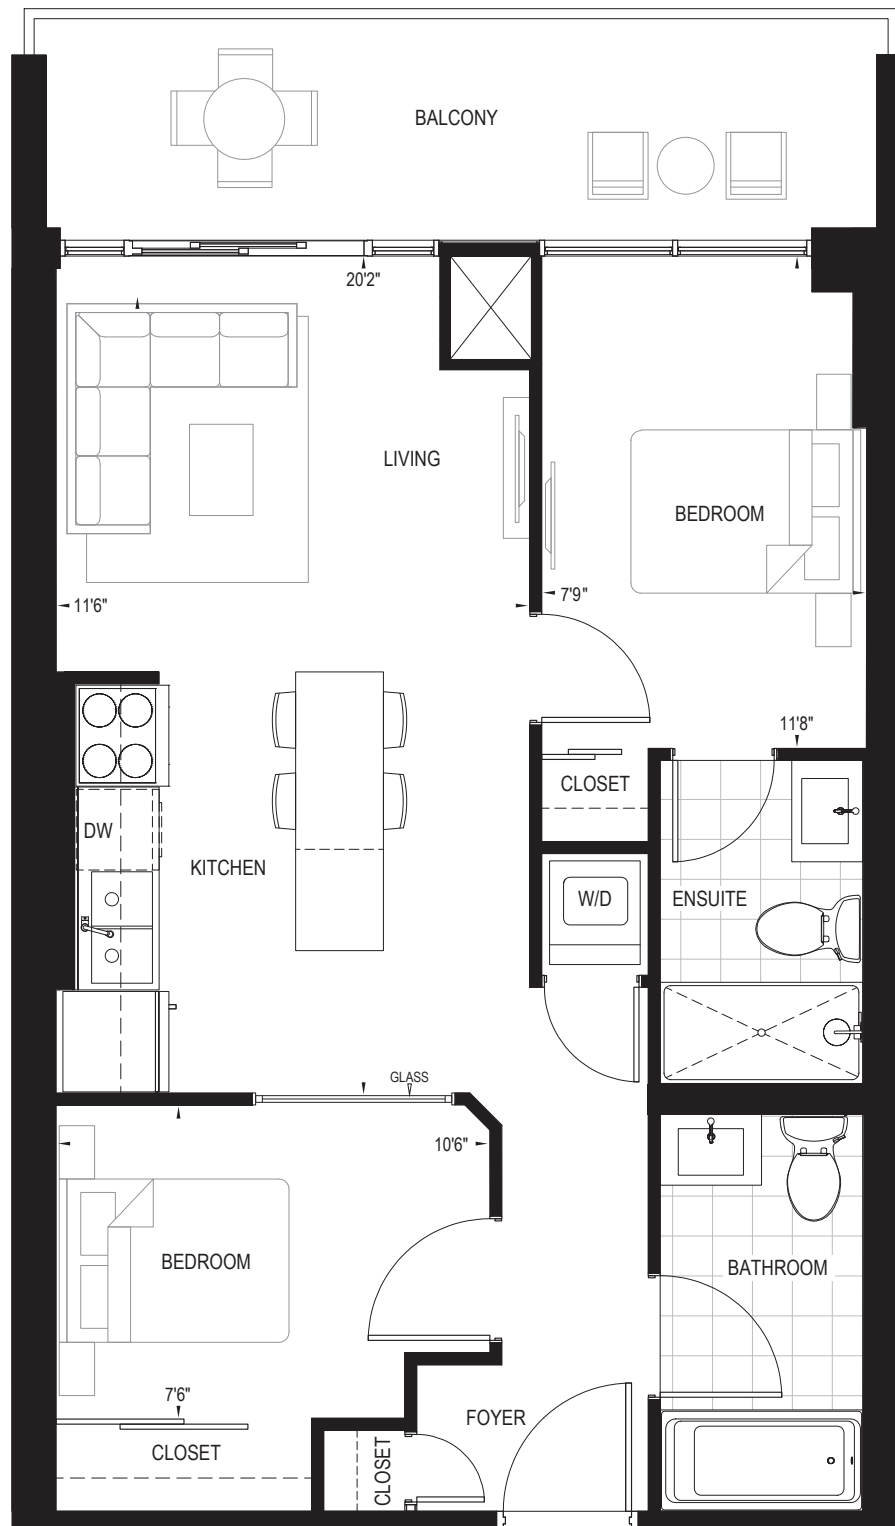 BALCONY
20'2"
LIVING
BEDROOM
11'6"
7'9"
11'8"
CLOSET
DW
KITCHEN
W/D
ENSUITE
GLASS
10'6"
BEDROOM
BATHROOM
7'6"
FOYER
CLOSET
CLOSET